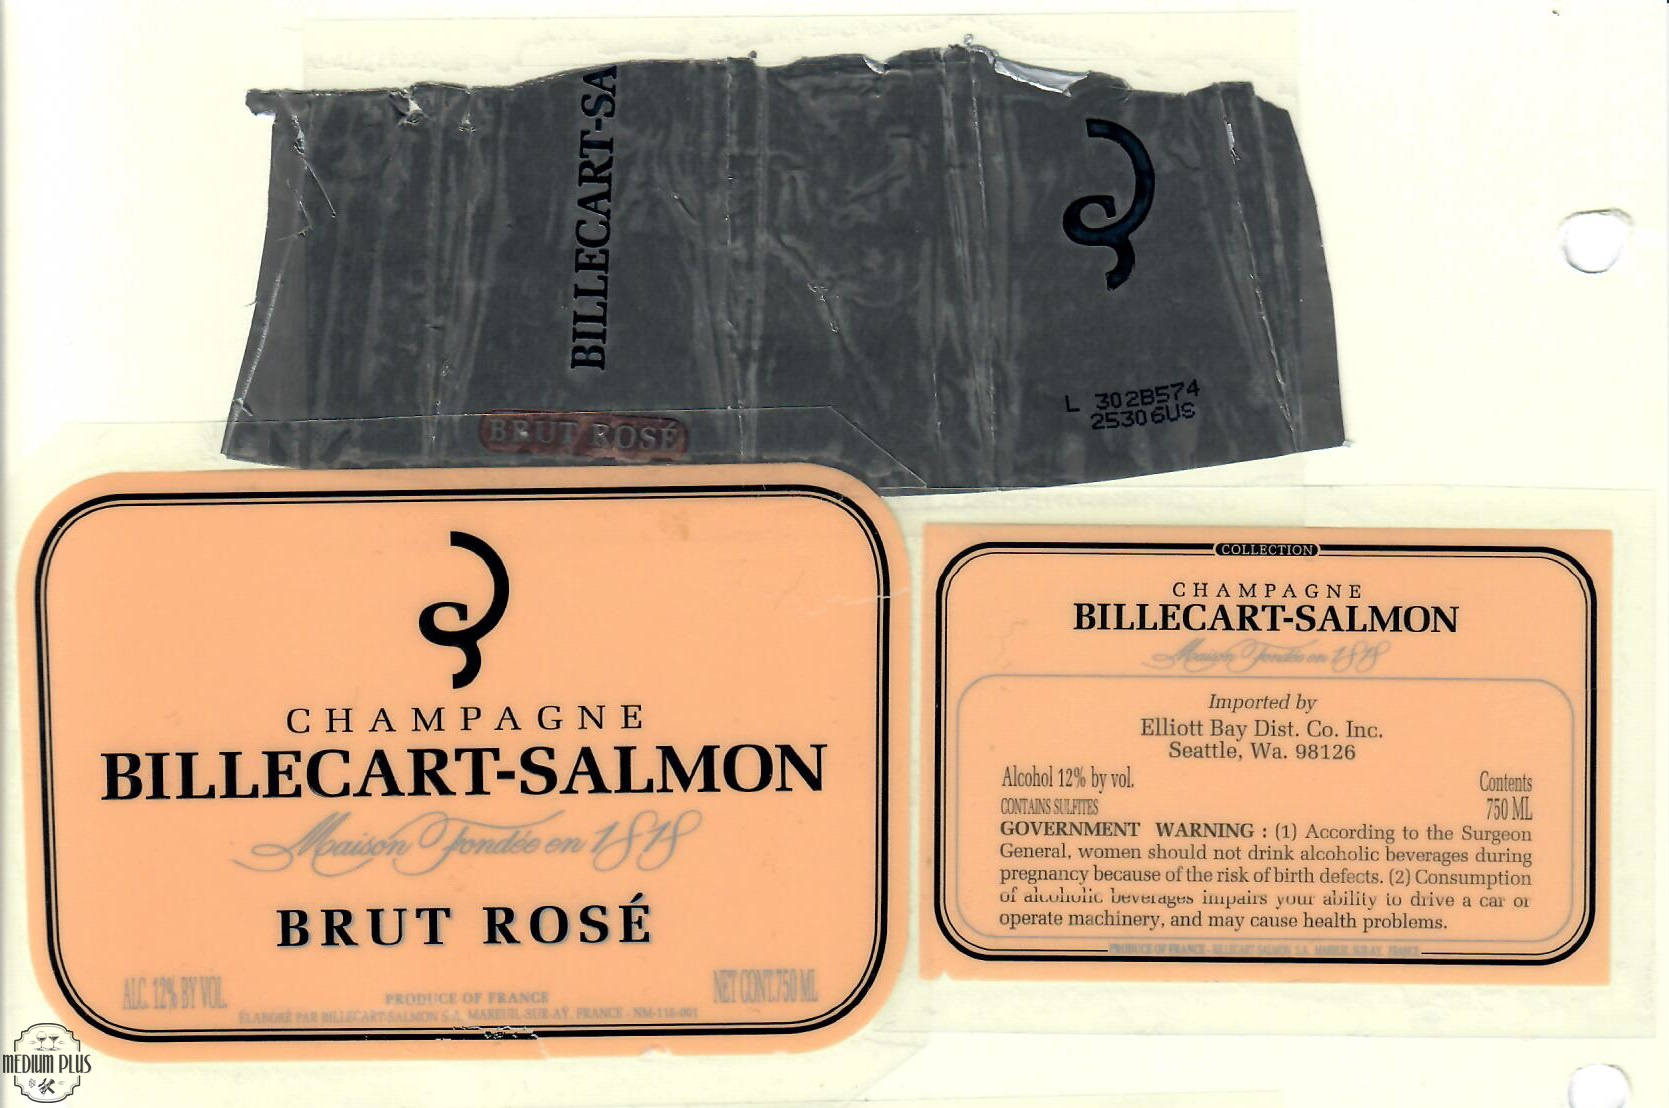 BILLECART-SA
L 302B574
25306US
BRUT ROSÉ
CHAMPAGNE
BILLECART-SALMON
Maison Fondée en 1818
BRUT ROSÉ
ALC. 12% BY VOL.
NET CONT.750 ML
PRODUCE OF FRANCE
ÉLABORÉ PAR BILLECART-SALMON S.A. MAREUIL-SUR-AY, FRANCE - NM-116-001
COLLECTION
CHAMPAGNE
BILLECART-SALMON
Maison Fondée en 1818
Imported by
Elliott Bay Dist. Co. Inc.
Seattle, Wa. 98126
Alcohol 12% by vol.
Contents
CONTAINS SULFITES
750 ML
GOVERNMENT WARNING : (1) According to the Surgeon
General, women should not drink alcoholic beverages during
pregnancy because of the risk of birth defects. (2) Consumption
of alcoholic beverages impairs your ability to drive a car or
operate machinery, and may cause health problems.
PRODUCE OF FRANCE - BILLECART SALMON S.A. MAREUIL SUR-AY, FRANCE
MEDIUM PLUS